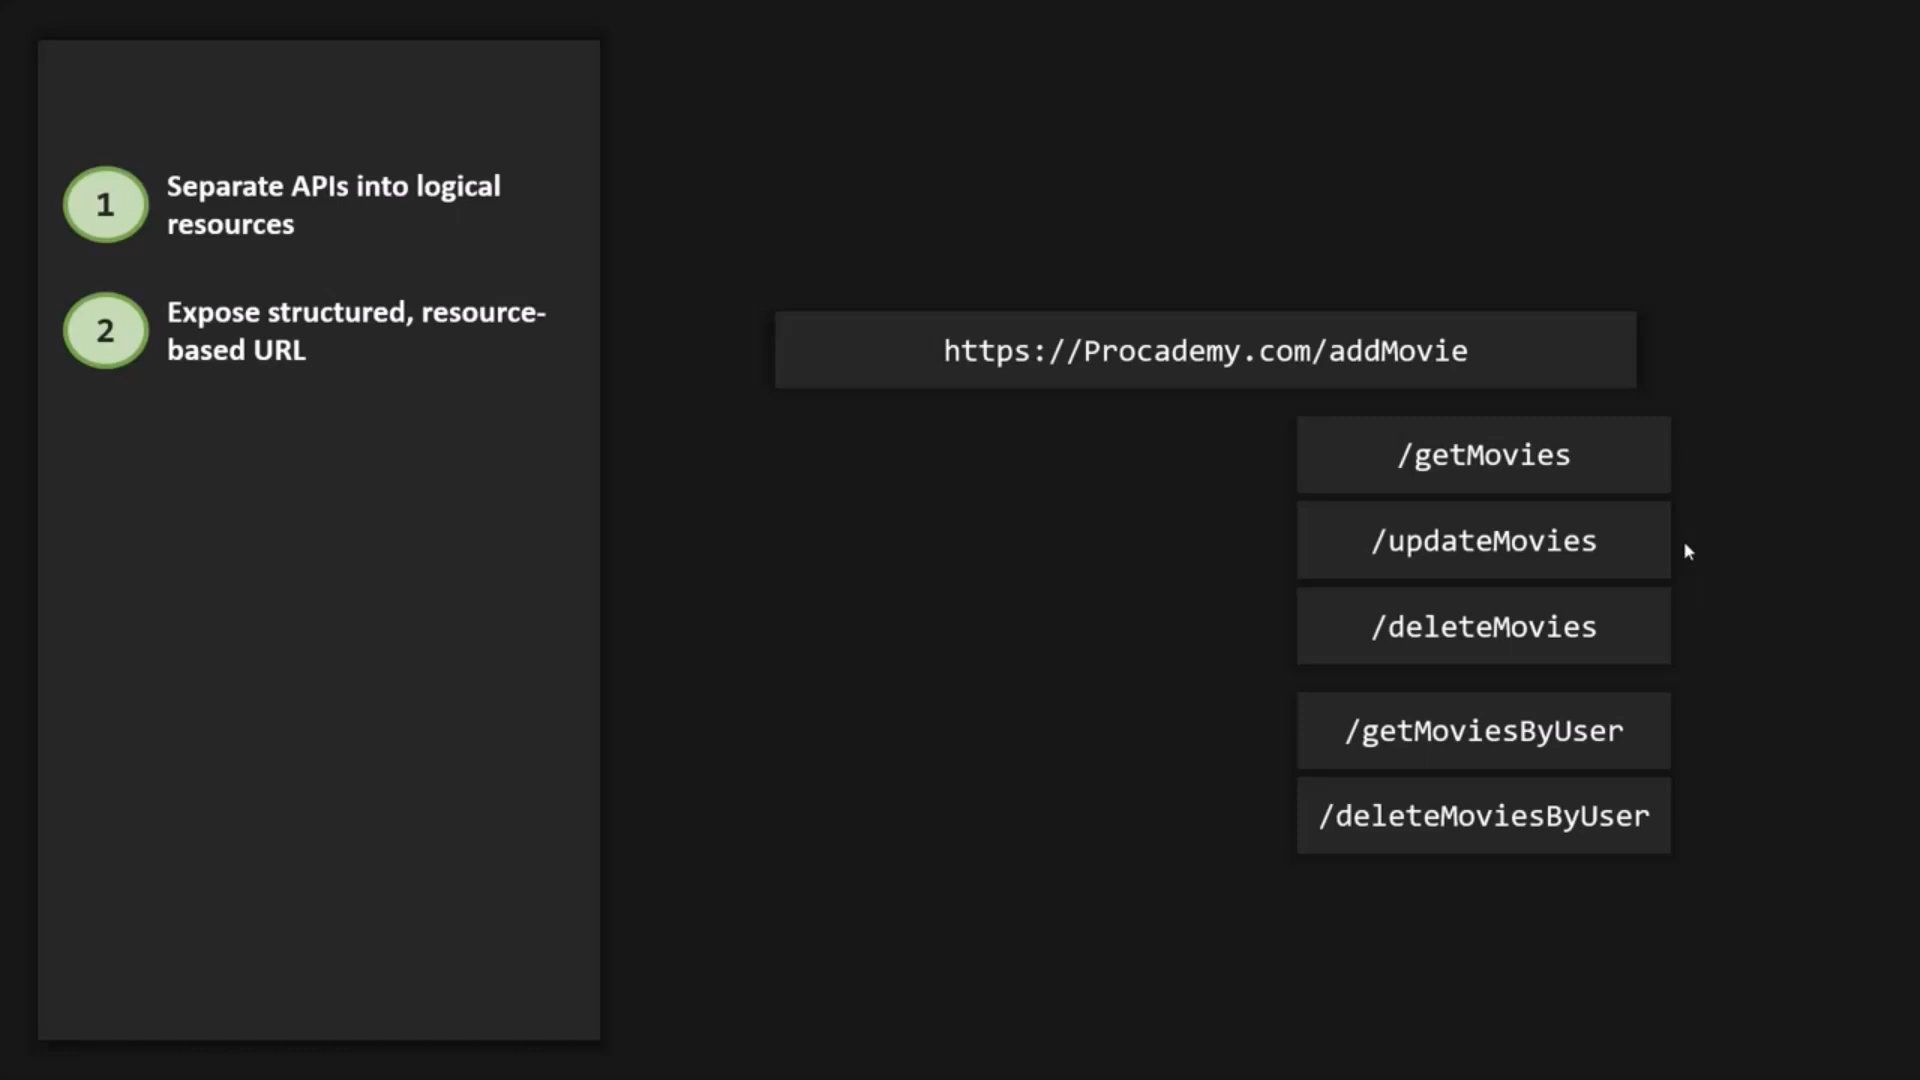 1
Separate APIs into logical
resources
2
Expose structured, resource-
based URL
https://Procademy.com/addMovie
/getMovies
/updateMovies
/deleteMovies
/getMoviesByUser
/deleteMoviesByUser